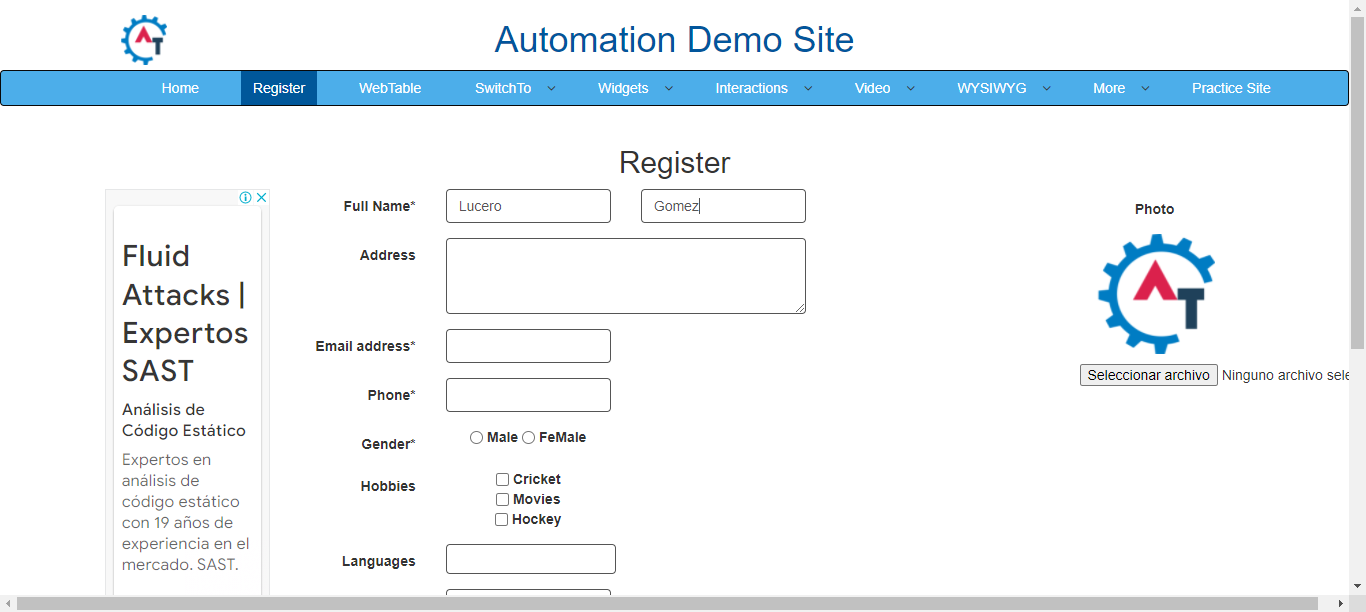 AT
Automation Demo Site
Home Register WebTable SwitchTo Widgets Interactions Video WYSIWYG More Practice Site
Register
Fluid
Attacks |
Expertos
SAST
Análisis de
Código Estático
Expertos en
análisis de
código estático
con 19 años de
experiencia en el
mercado. SAST.
Full Name* Lucero Gomez
Address
Email address*
Phone*
Gender* Male FeMale
Hobbies Cricket
Movies
Hockey
Languages
Photo
AT
Seleccionar archivo Ninguno archivo sele